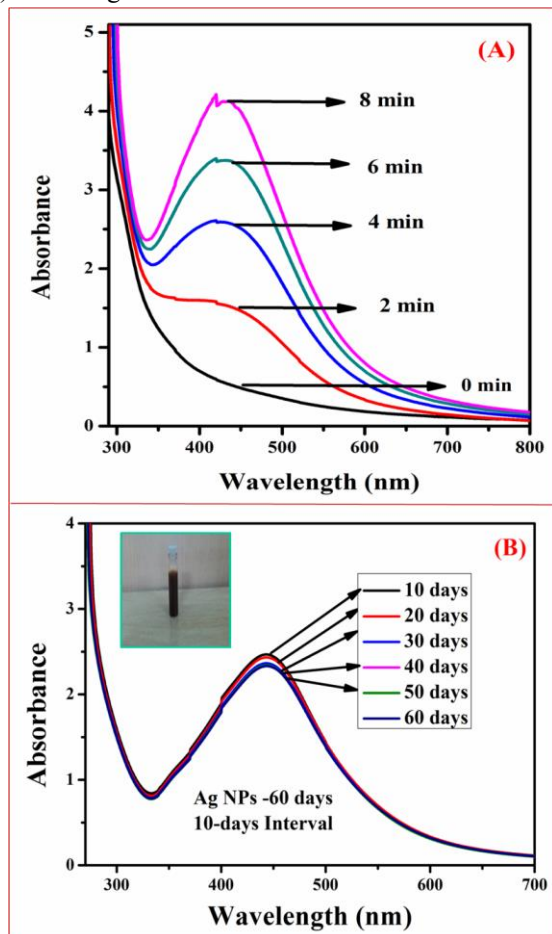 (A)
5
4
3
2
1
0
Absorbance
8 min
6 min
4 min
2 min
0 min
300 400 500 600 700 800
Wavelength (nm)
(B)
4
3
2
1
0
Absorbance
10 days
20 days
30 days
40 days
50 days
60 days
Ag NPs -60 days
10-days Interval
300 400 500 600 700
Wavelength (nm)